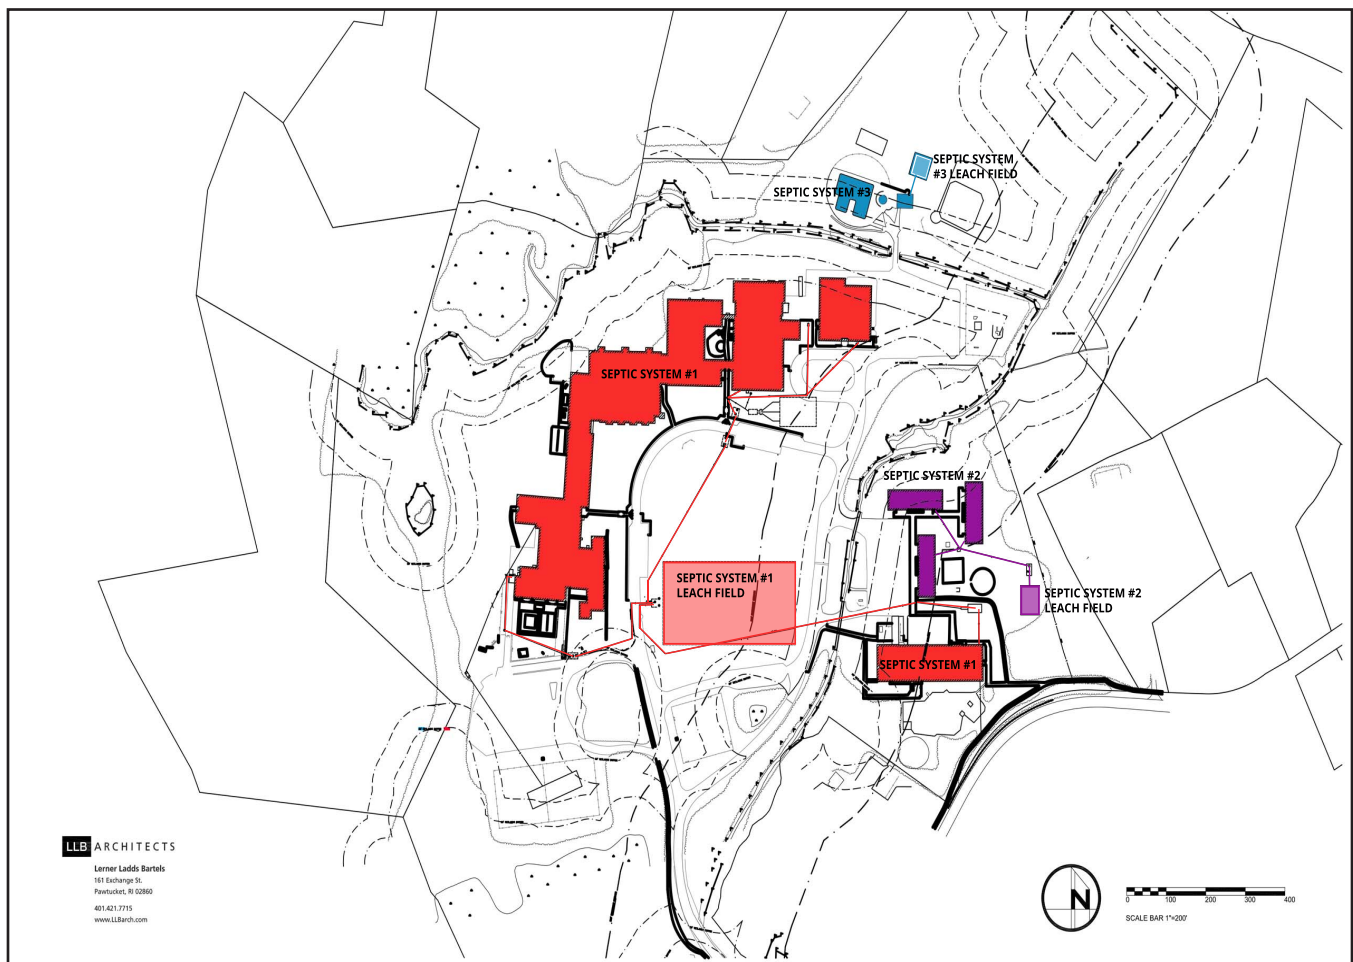 SEPTIC SYSTEM
#3 LEACH FIELD
SEPTIC SYSTEM #3
SEPTIC SYSTEM #1
SEPTIC SYSTEM #2
SEPTIC SYSTEM #1
LEACH FIELD
SEPTIC SYSTEM #2
LEACH FIELD
SEPTIC SYSTEM #1
LLB ARCHITECTS
Lerner Ladds Bartels
161 Exchange St.
Pawtucket, RI 02860
401.421.7715
www.LLBarch.com
N
0 100 200 300 400
SCALE BAR 1"=200'